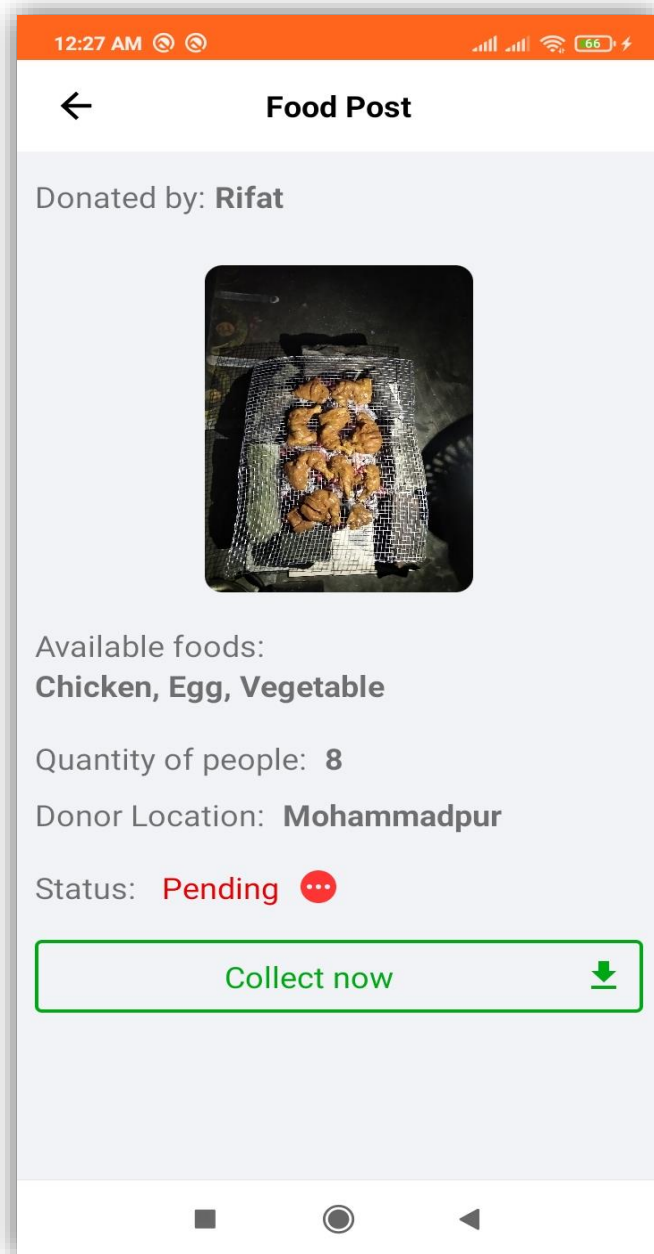 12:27 AM
66
Food Post
Donated by: Rifat
Available foods:
Chicken, Egg, Vegetable
Quantity of people: 8
Donor Location: Mohammadpur
Status: Pending
Collect now